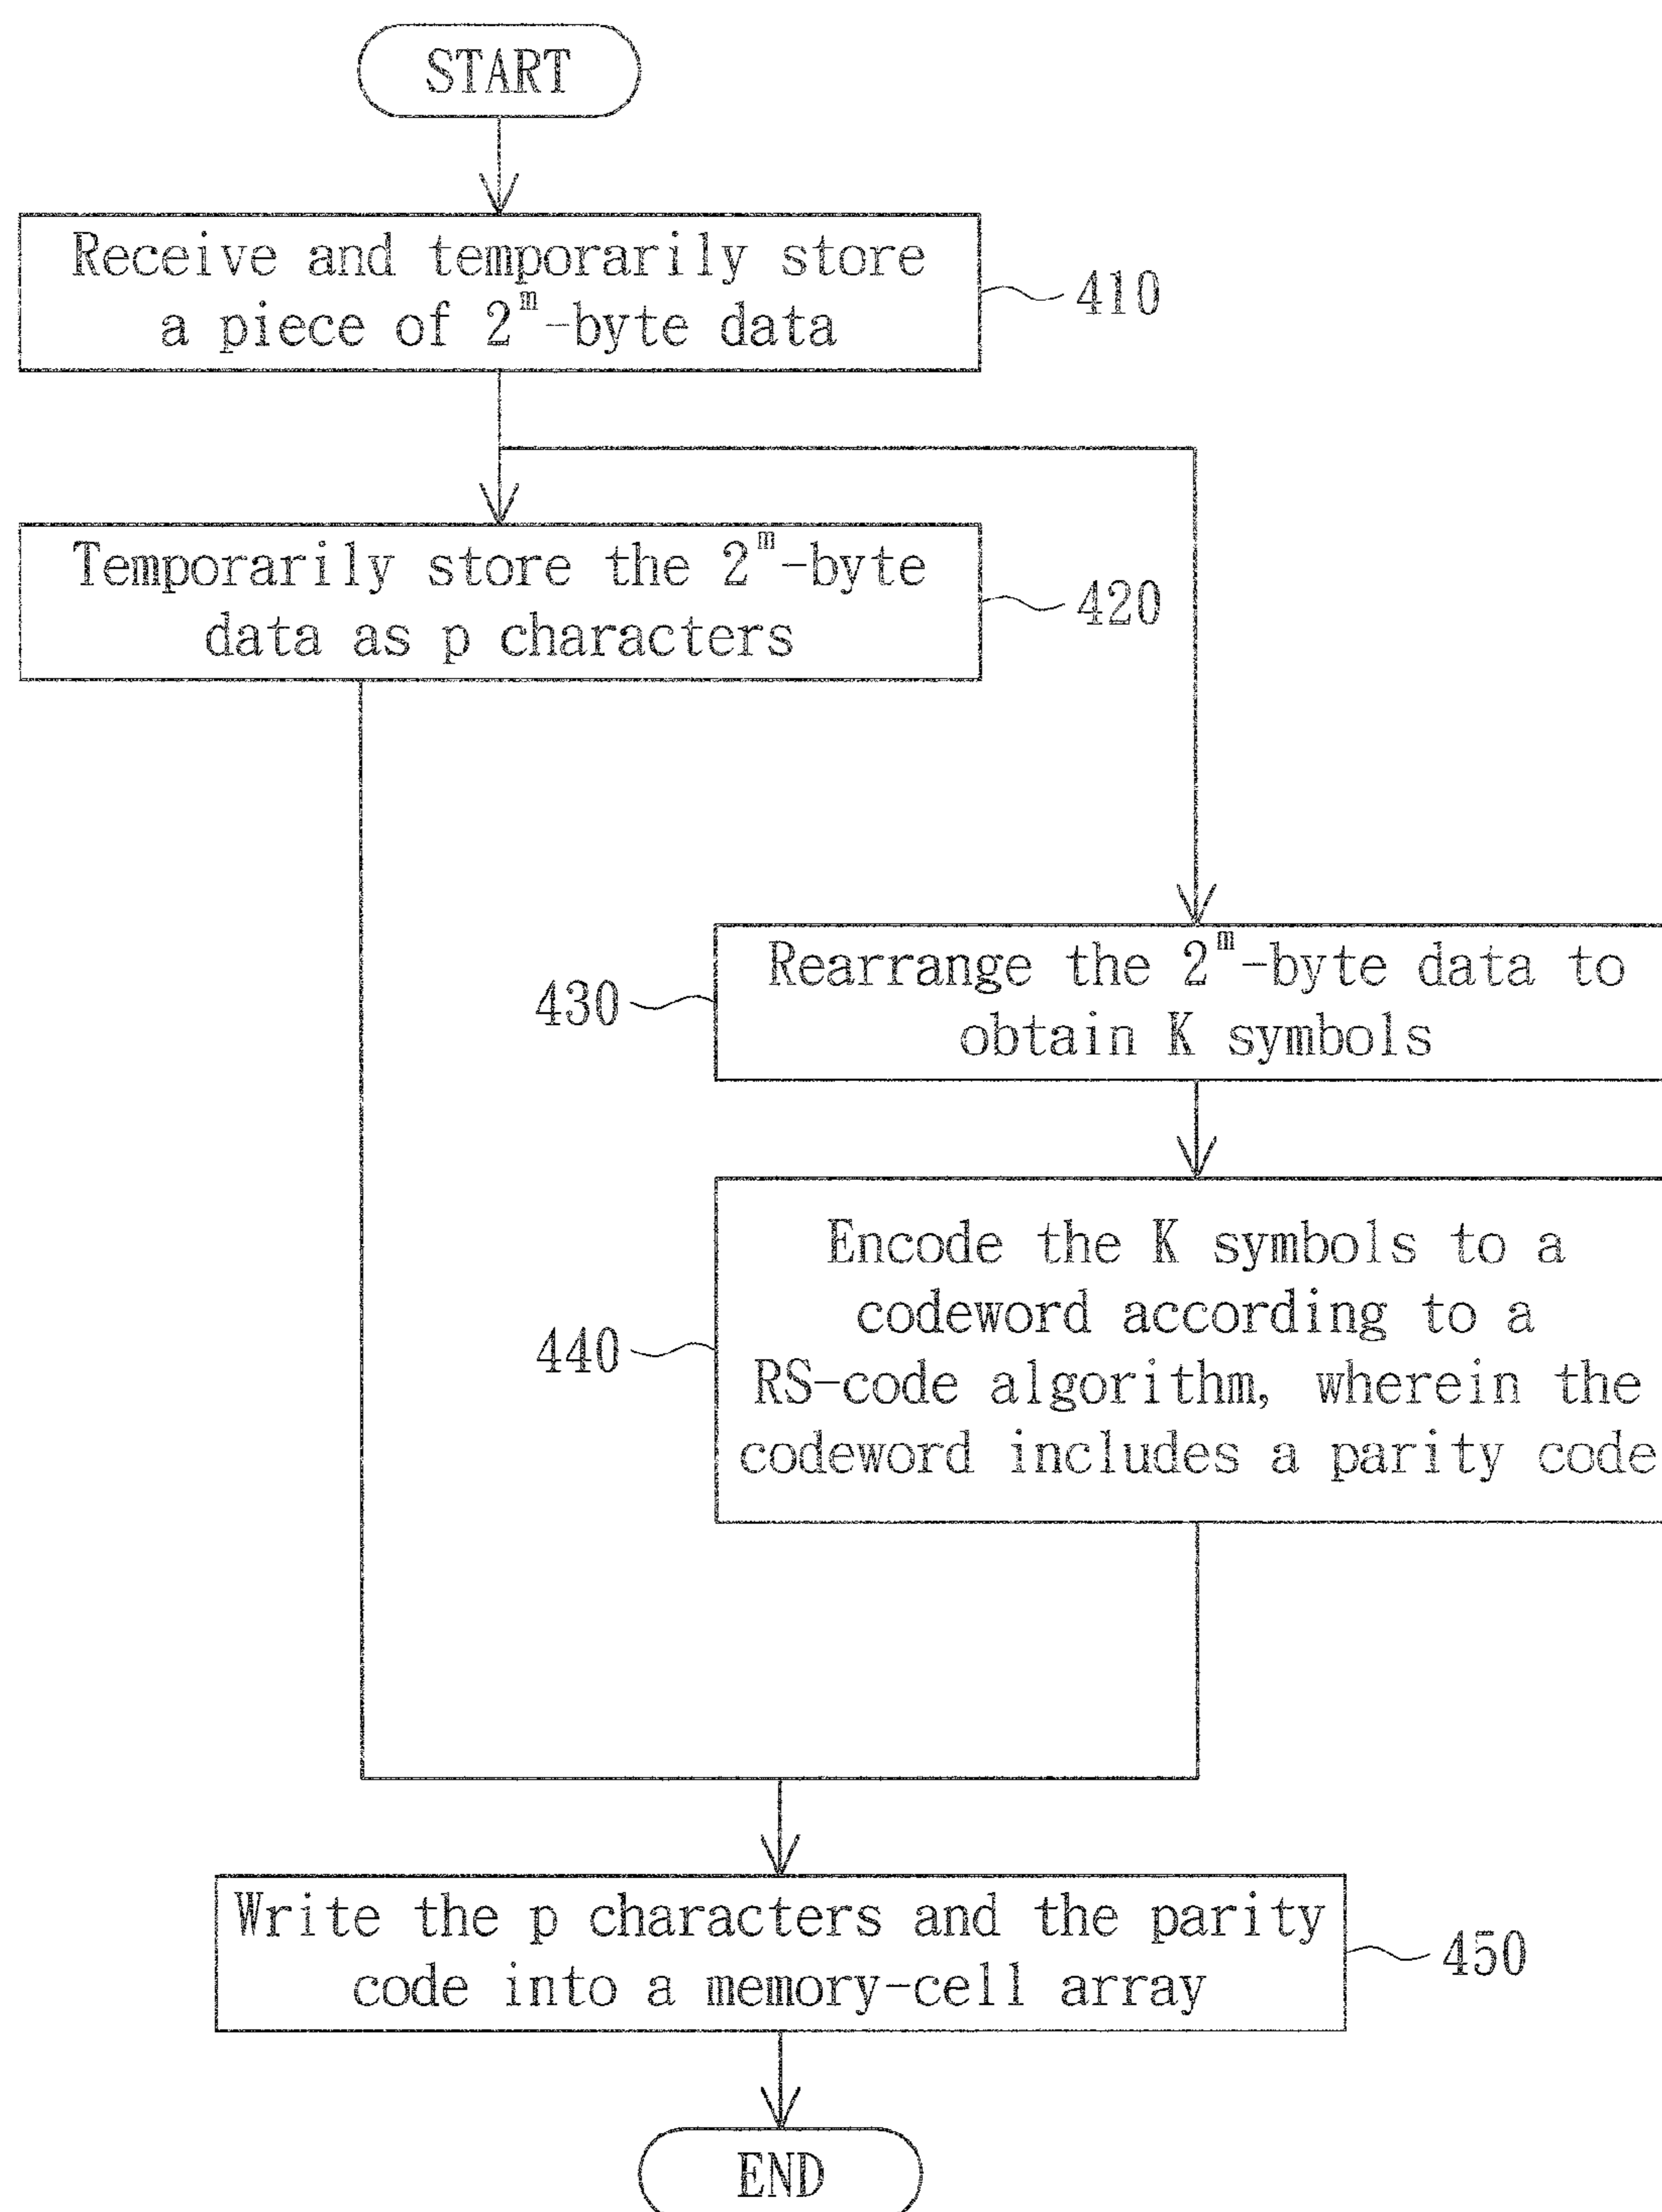 START
Receive and temporarily store
a piece of 2^m-byte data
410
Temporarily store the 2^m-byte
data as p characters
420
Rearrange the 2^m-byte data to
obtain K symbols
430
Encode the K symbols to a
codeword according to a
RS-code algorithm, wherein the
codeword includes a parity code
440
Write the p characters and the parity
code into a memory-cell array
450
END